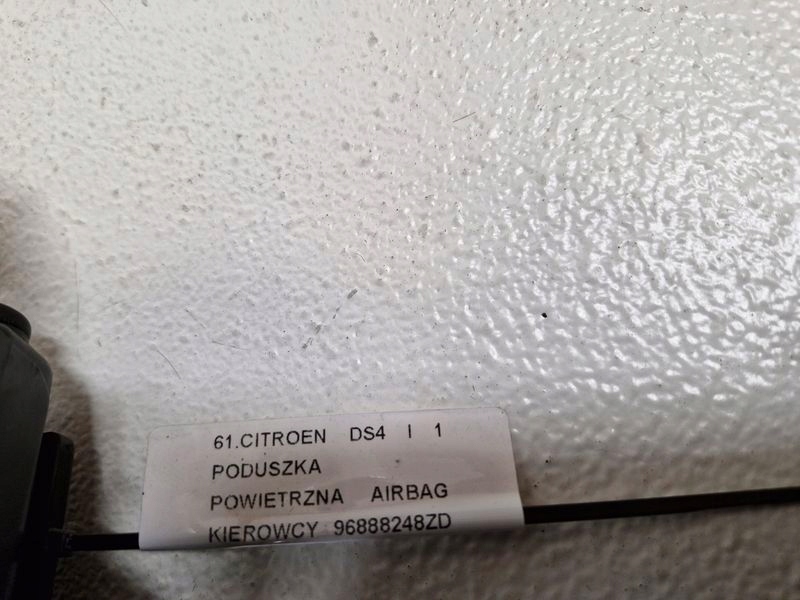 61.CITROEN DS4 I 1
PODUSZKA
POWIETRZNA AIRBAG
KIEROWCY 96888248ZD